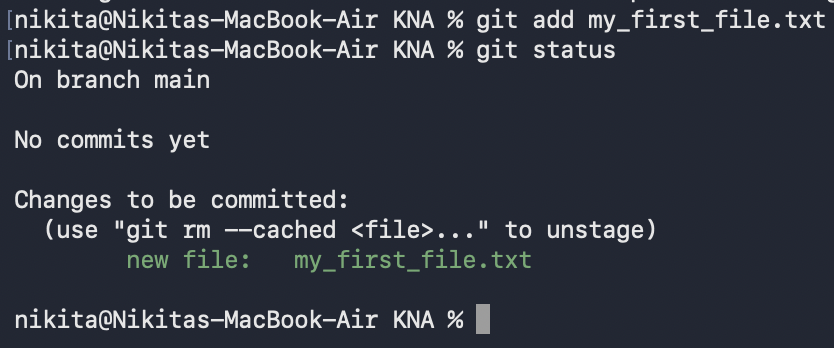 [nikita@Nikitas-MacBook-Air KNA % git add my_first_file.txt
[nikita@Nikitas-MacBook-Air KNA % git status
On branch main
No commits yet
Changes to be committed:
(use "git rm --cached <file>..." to unstage)
new file: my_first_file.txt
nikita@Nikitas-MacBook-Air KNA %